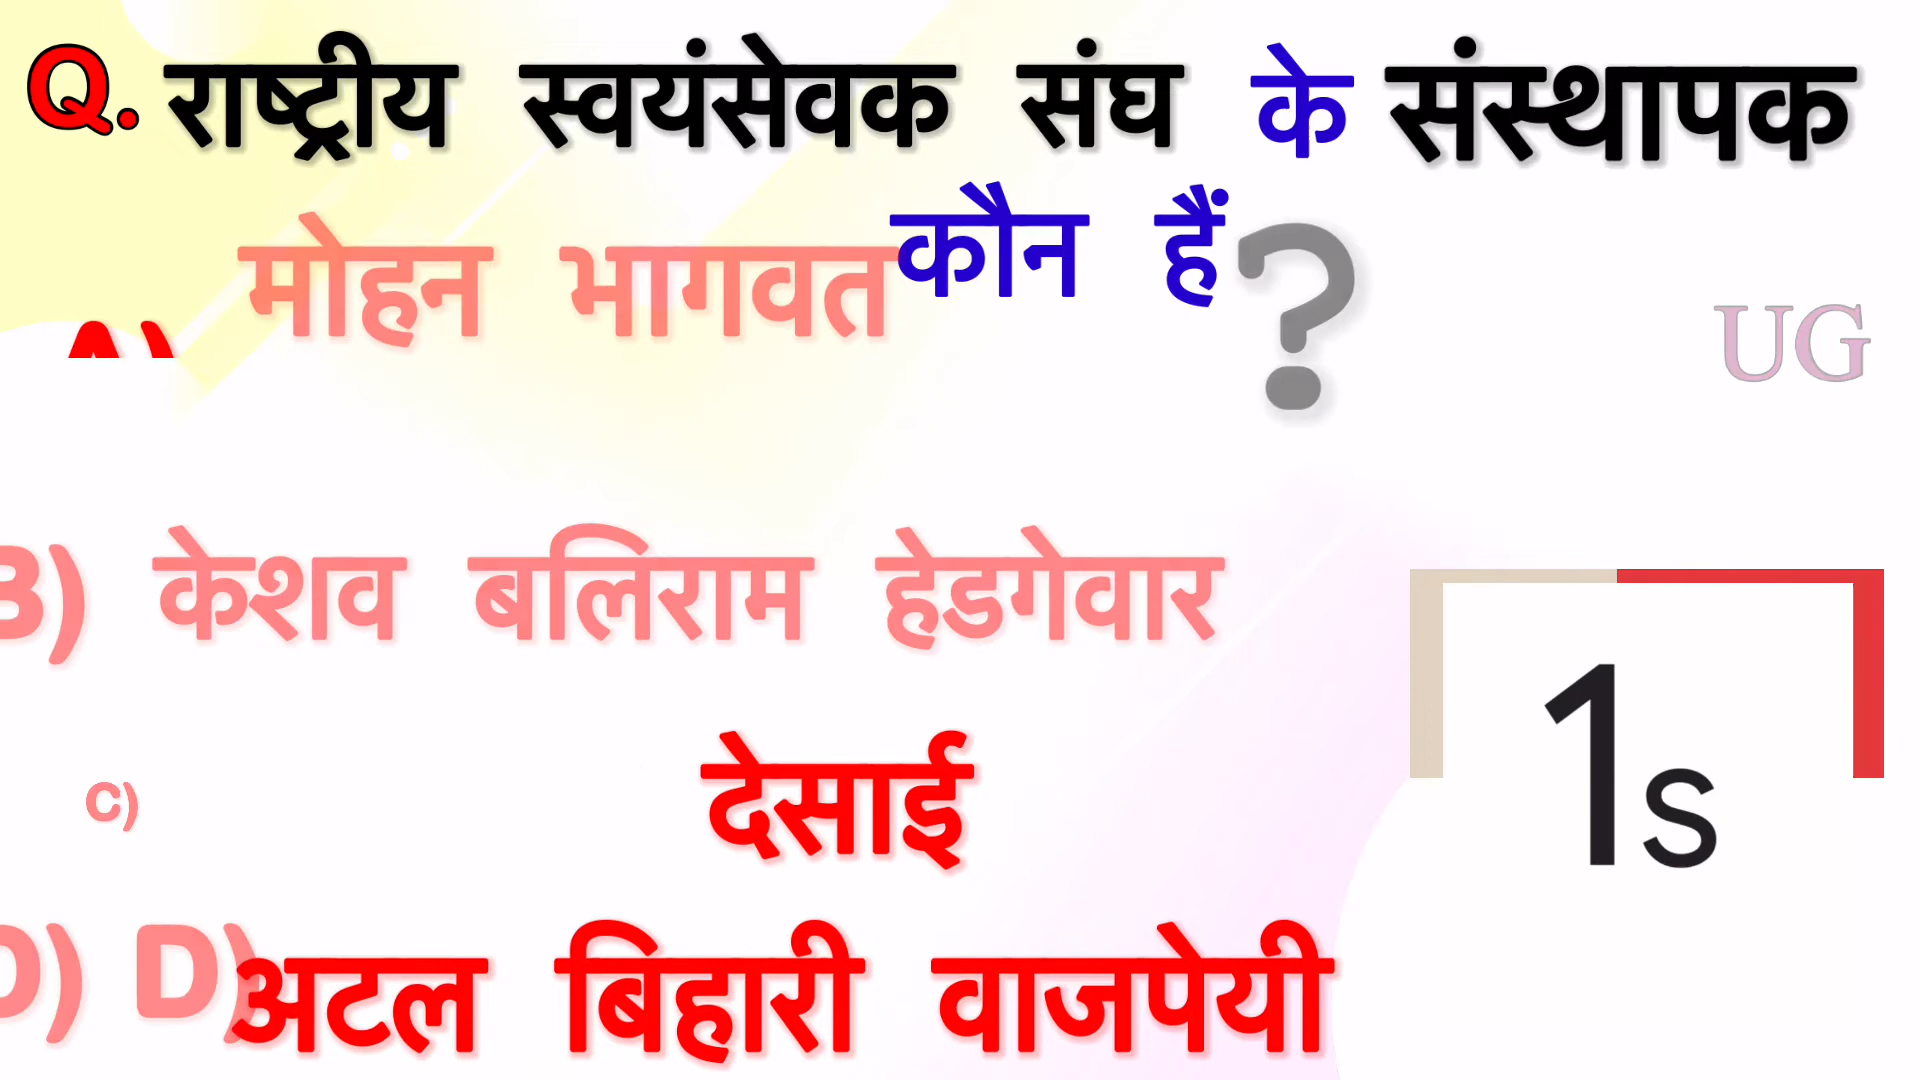 Q. राष्ट्रीय स्वयंसेवक संघ के संस्थापक
कौन हैं ?
A) मोहन भागवत
UG
B) केशव बलिराम हेडगेवार
C) देसाई
1s
D) D) अटल बिहारी वाजपेयी